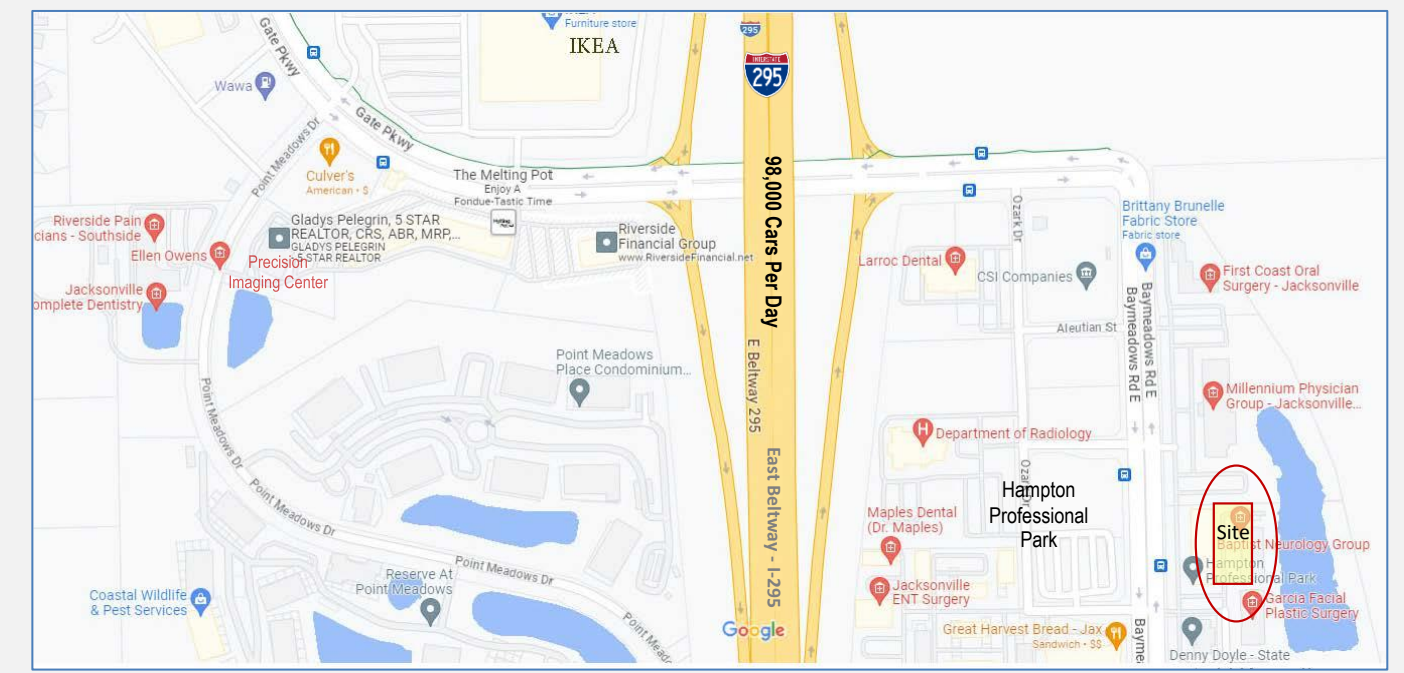 Furniture store
IKEA
295
INTERSTATE
295
Gate Pkwy
Wawa
Gate Pkwy
Point Meadows Dr
Culver's
American • $
The Melting Pot
Enjoy A
Fondue-Tastic Time
98,000 Cars Per Day
Ozark Dr
Brittany Brunelle
Fabric Store
Fabric store
Riverside Pain
cians - Southside
Gladys Pelegrin, 5 STAR
REALTOR, CRS, ABR, MRP,...
GLADYS PELEGRIN
5 STAR REALTOR
Riverside
Financial Group
www.RiversideFinancial.net
Ellen Owens
Precision
Imaging Center
Larroc Dental
CSI Companies
First Coast Oral
Surgery - Jacksonville
Jacksonville
omplete Dentistry
Baymeadows Rd E
Baymeadows Rd E
Aleutian St
Point Meadows
Place Condominium...
E Beltway 295
Millennium Physician
Group - Jacksonville...
Point Meadows Dr
Department of Radiology
East Beltway - I-295
Point Meadows Dr
Hampton
Professional
Park
Maples Dental
(Dr. Maples)
Site
Baptist Neurology Group
Point Meadows Dr
Hampton
Professional Park
Reserve At
Point Meadows
Jacksonville
ENT Surgery
Garcia Facial
Plastic Surgery
Coastal Wildlife
& Pest Services
Google
Great Harvest Bread - Jax
Sandwich • $$
Bayme
Denny Doyle - State